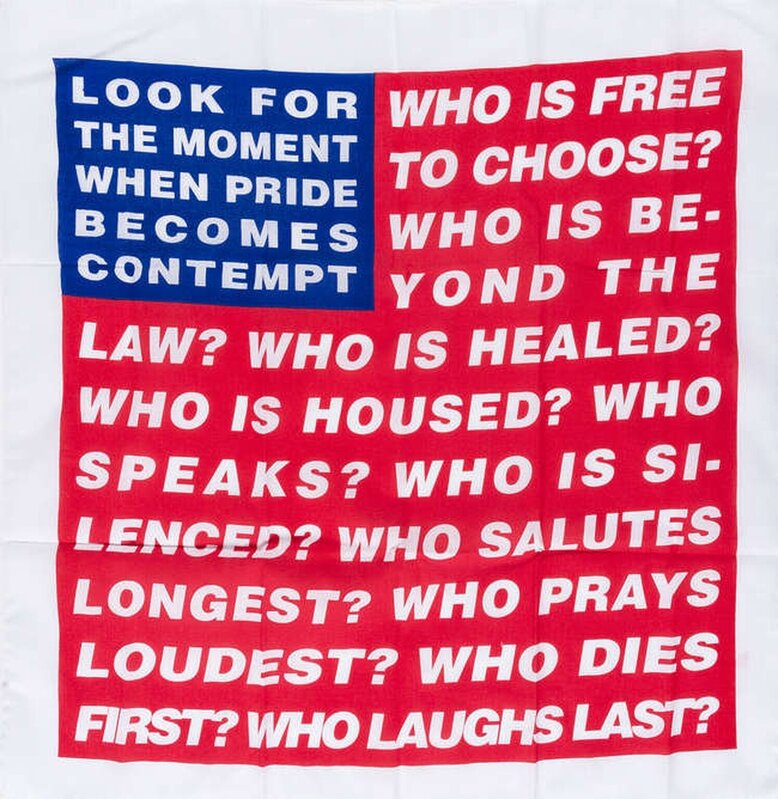 LOOK FOR
THE MOMENT
WHEN PRIDE
BECOMES
CONTEMPT
WHO IS FREE
TO CHOOSE?
WHO IS BE-
YOND THE
LAW? WHO IS HEALED?
WHO IS HOUSED? WHO
SPEAKS? WHO IS SI-
LENCED? WHO SALUTES
LONGEST? WHO PRAYS
LOUDEST? WHO DIES
FIRST? WHO LAUGHS LAST?